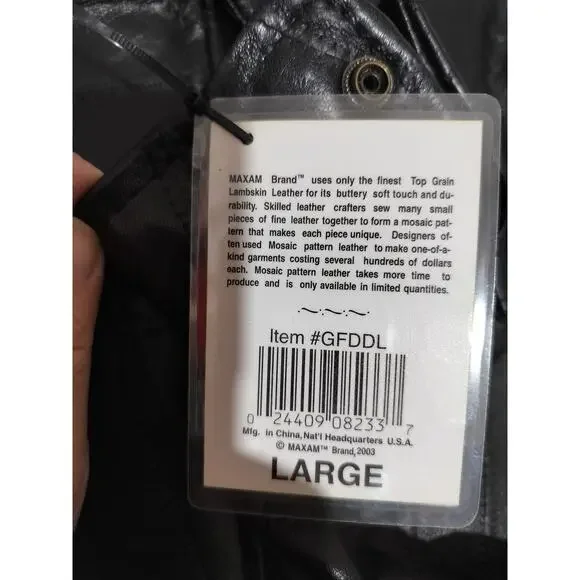 MAXAM Brand™ uses only the finest Top Grain
Lambskin Leather for its buttery soft touch and du-
rability. Skilled leather crafters sew many small
pieces of fine leather together to form a mosaic pat-
tern that makes each piece unique. Designers of-
ten used Mosaic pattern leather to make one-of-a-
kind garments costing several hundreds of dollars
each. Mosaic pattern leather takes more time to
produce and is only available in limited quantities.
Item #GFDDL
0 24409 08233 7
Mfg. in China, Nat'l Headquarters U.S.A.
© MAXAM™ Brand, 2003
LARGE